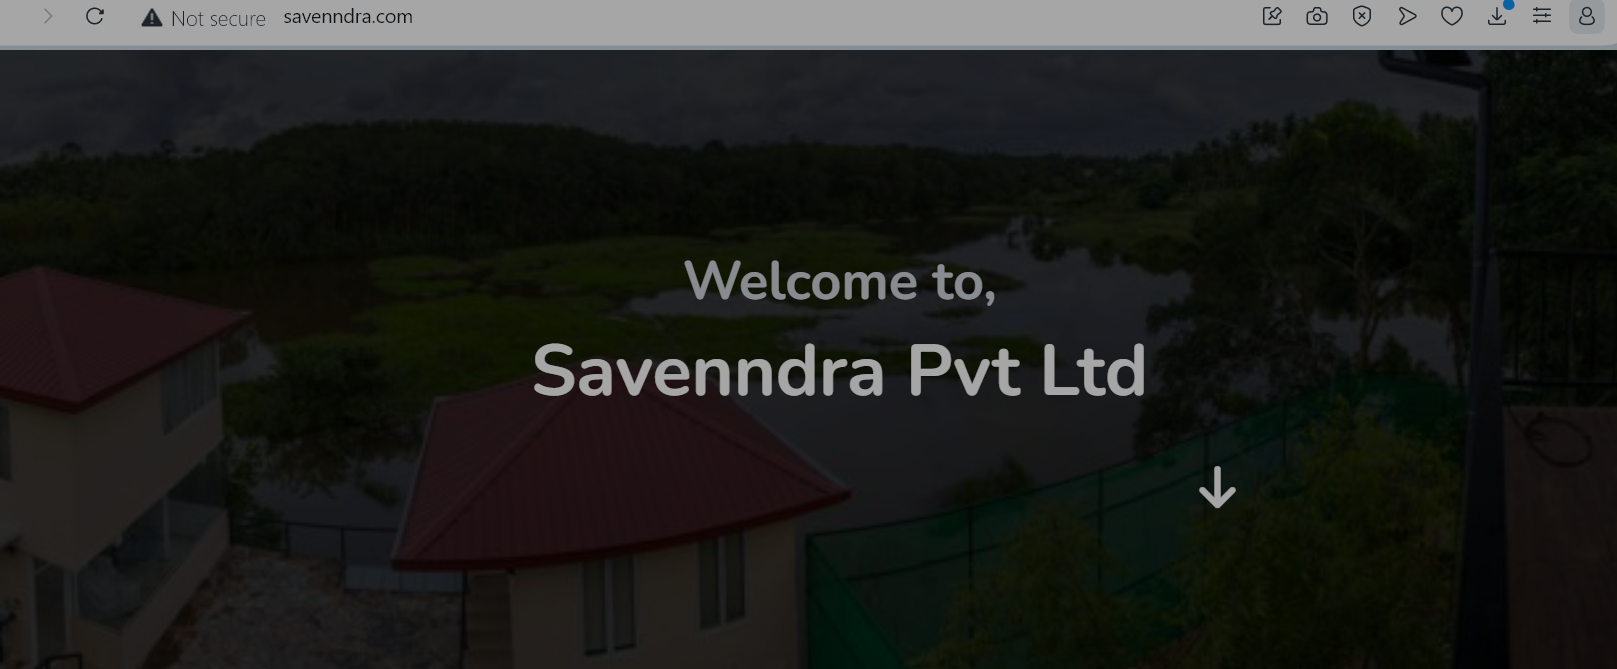 Not secure savenndra.com
Welcome to,
Savenndra Pvt Ltd